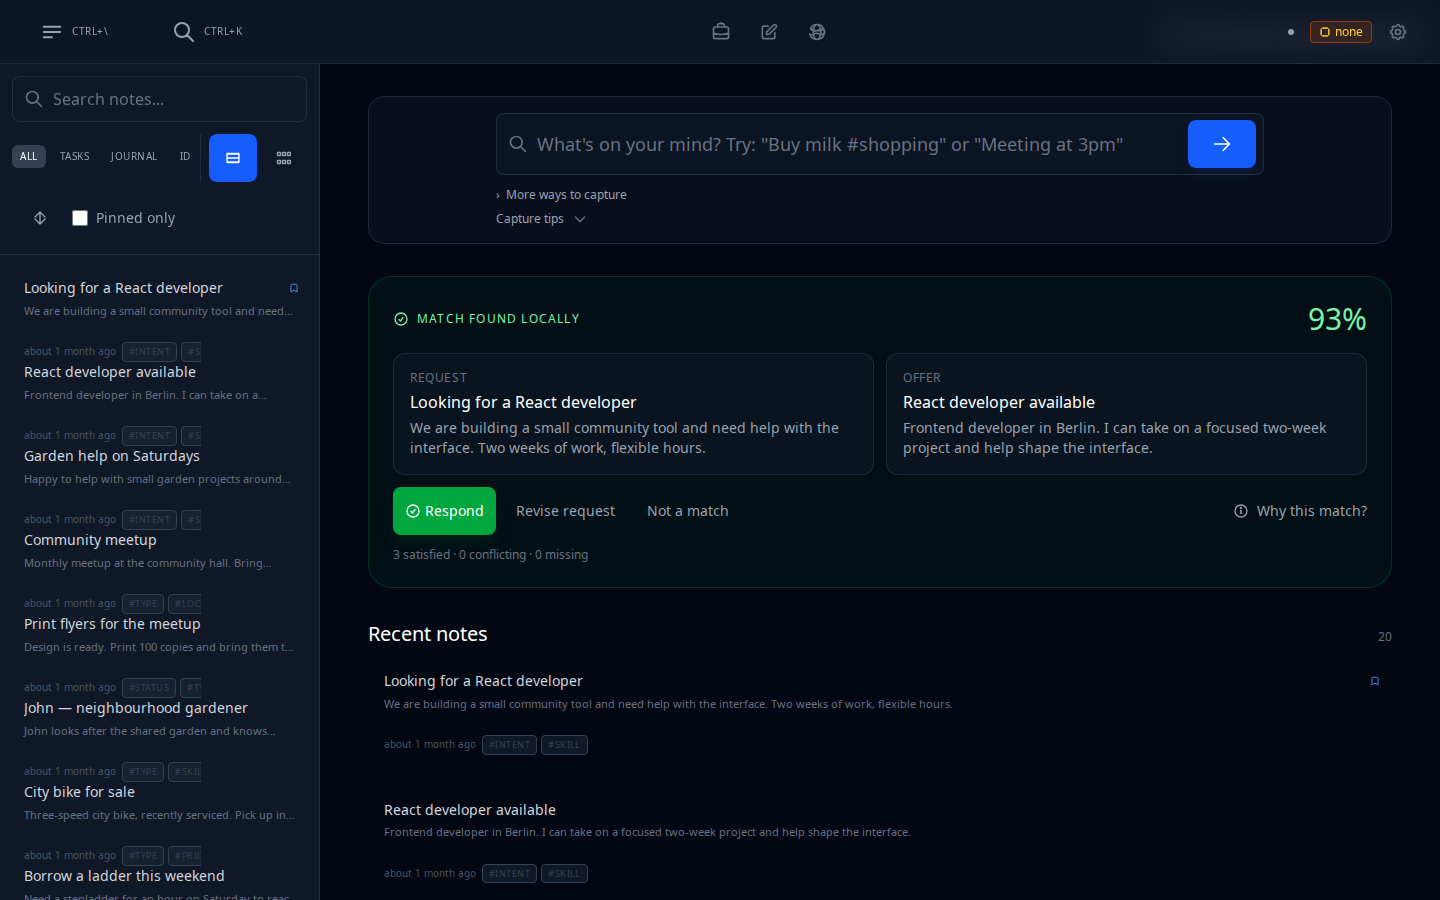 CTRL+\
CTRL+K
none
Search notes...
ALL TASKS JOURNAL ID
Pinned only
Looking for a React developer
We are building a small community tool and need...
about 1 month ago #INTENT #S
React developer available
Frontend developer in Berlin. I can take on a...
about 1 month ago #INTENT #S
Garden help on Saturdays
Happy to help with small garden projects around...
about 1 month ago #INTENT #S
Community meetup
Monthly meetup at the community hall. Bring...
about 1 month ago #TYPE #LOC
Print flyers for the meetup
Design is ready. Print 100 copies and bring them t...
about 1 month ago #STATUS #T
John — neighbourhood gardener
John looks after the shared garden and knows...
about 1 month ago #TYPE #SKIL
City bike for sale
Three-speed city bike, recently serviced. Pick up in...
about 1 month ago #TYPE #PRIC
Borrow a ladder this weekend
Need a stepladder for an hour on Saturday to reac...
What's on your mind? Try: "Buy milk #shopping" or "Meeting at 3pm"
› More ways to capture
Capture tips
MATCH FOUND LOCALLY
93%
REQUEST
Looking for a React developer
We are building a small community tool and need help with the
interface. Two weeks of work, flexible hours.
OFFER
React developer available
Frontend developer in Berlin. I can take on a focused two-week
project and help shape the interface.
Respond
Revise request
Not a match
Why this match?
3 satisfied · 0 conflicting · 0 missing
Recent notes
20
Looking for a React developer
We are building a small community tool and need help with the interface. Two weeks of work, flexible hours.
about 1 month ago #INTENT #SKILL
React developer available
Frontend developer in Berlin. I can take on a focused two-week project and help shape the interface.
about 1 month ago #INTENT #SKILL